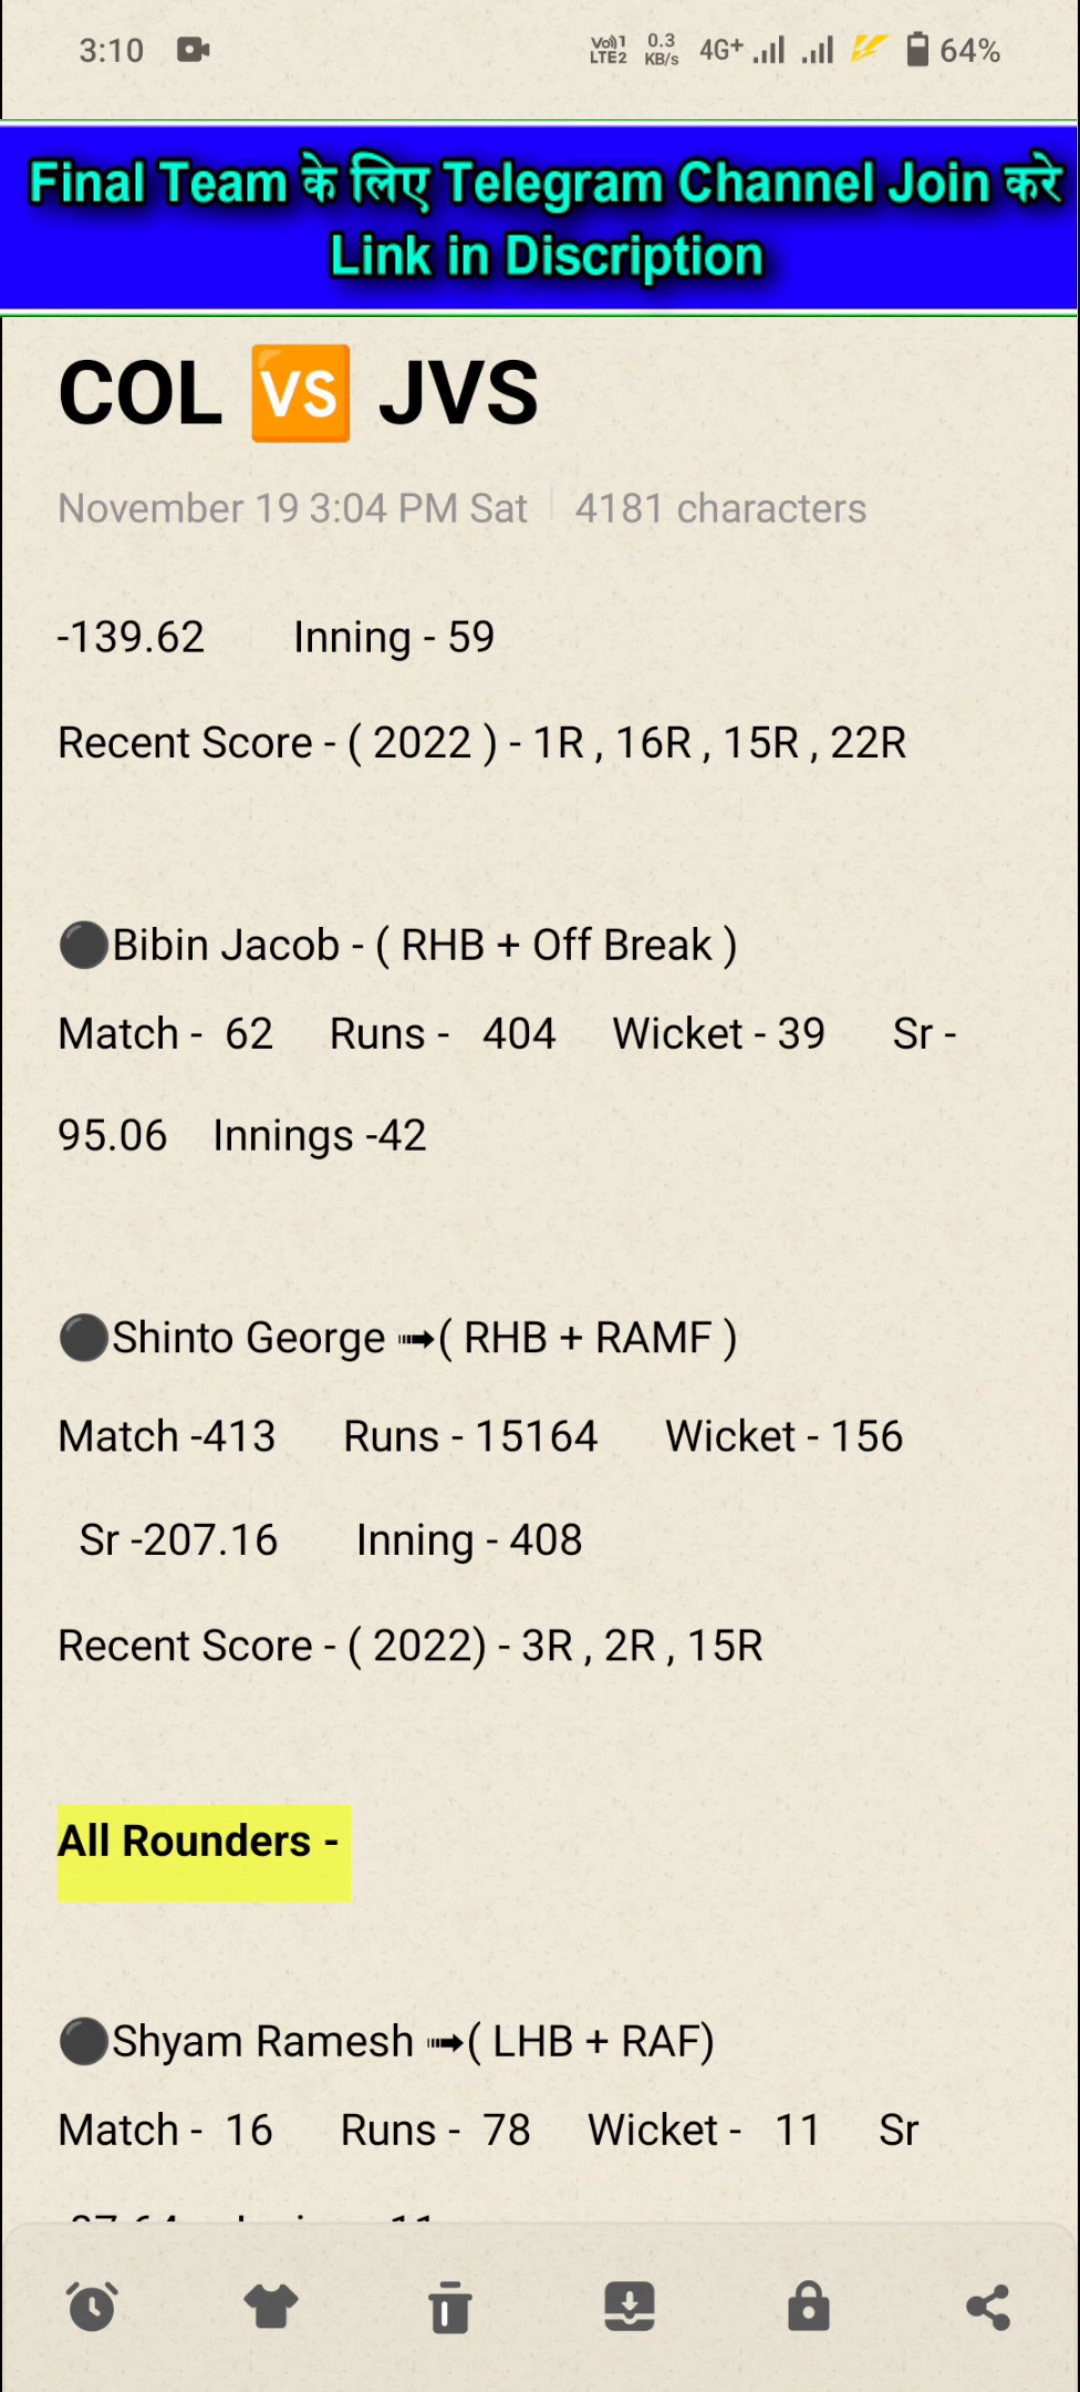 3:10 Vo)) 1 LTE2 0.3 KB/s 4G+ 64%
Final Team के लिए Telegram Channel Join करे
Link in Discription
COL VS JVS
November 19 3:04 PM Sat | 4181 characters
-139.62 Inning - 59
Recent Score - ( 2022 ) - 1R , 16R , 15R , 22R
⚫Bibin Jacob - ( RHB + Off Break )
Match - 62 Runs - 404 Wicket - 39 Sr -
95.06 Innings -42
⚫Shinto George ➟( RHB + RAMF )
Match -413 Runs - 15164 Wicket - 156
Sr -207.16 Inning - 408
Recent Score - ( 2022) - 3R , 2R , 15R
All Rounders -
⚫Shyam Ramesh ➟( LHB + RAF)
Match - 16 Runs - 78 Wicket - 11 Sr